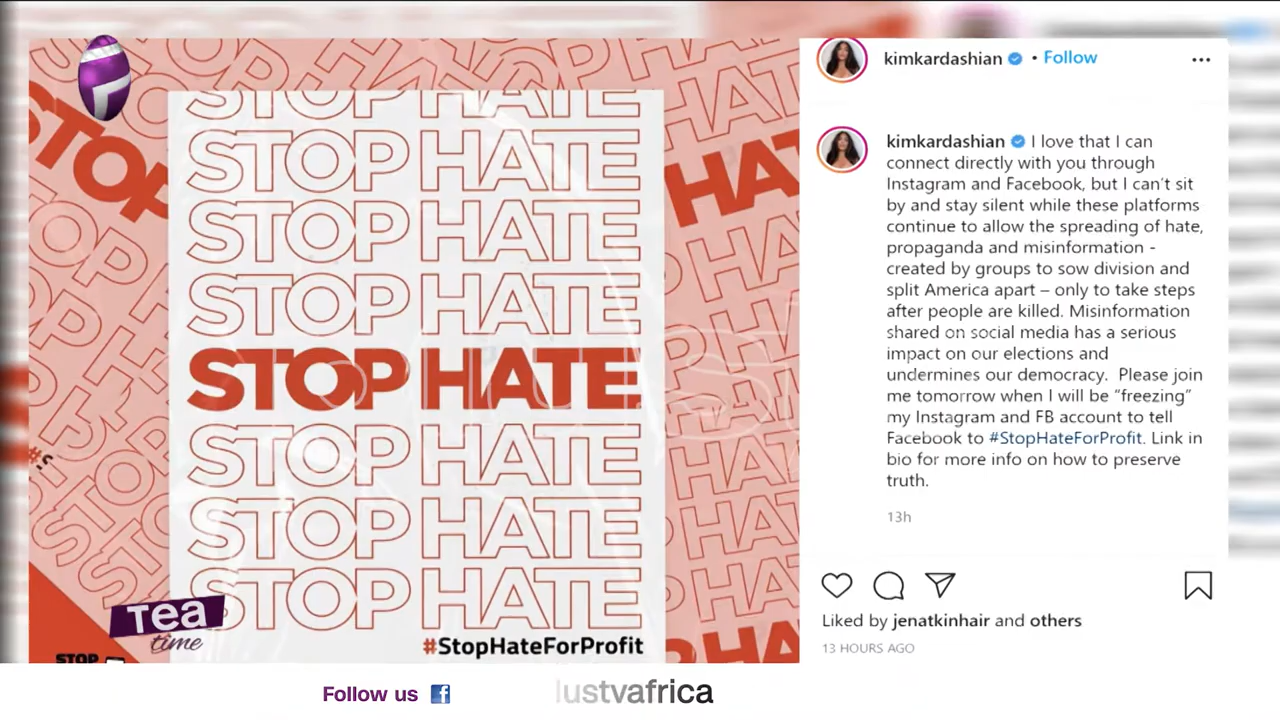 STOP HATE
STOP HATE
STOP HATE
STOP HATE
STOP HATE
STOP HATE
STOP HATE
STOP HATE
#StopHateForProfit
STOP
HATE
STOP
Tea
time
kimkardashian • Follow
kimkardashian I love that I can
connect directly with you through
Instagram and Facebook, but I can't sit
by and stay silent while these platforms
continue to allow the spreading of hate,
propaganda and misinformation -
created by groups to sow division and
split America apart – only to take steps
after people are killed. Misinformation
shared on social media has a serious
impact on our elections and
undermines our democracy. Please join
me tomorrow when I will be “freezing”
my Instagram and FB account to tell
Facebook to #StopHateForProfit. Link in
bio for more info on how to preserve
truth.
13h
Liked by jenatkinhair and others
13 HOURS AGO
Follow us f
lustvafrica